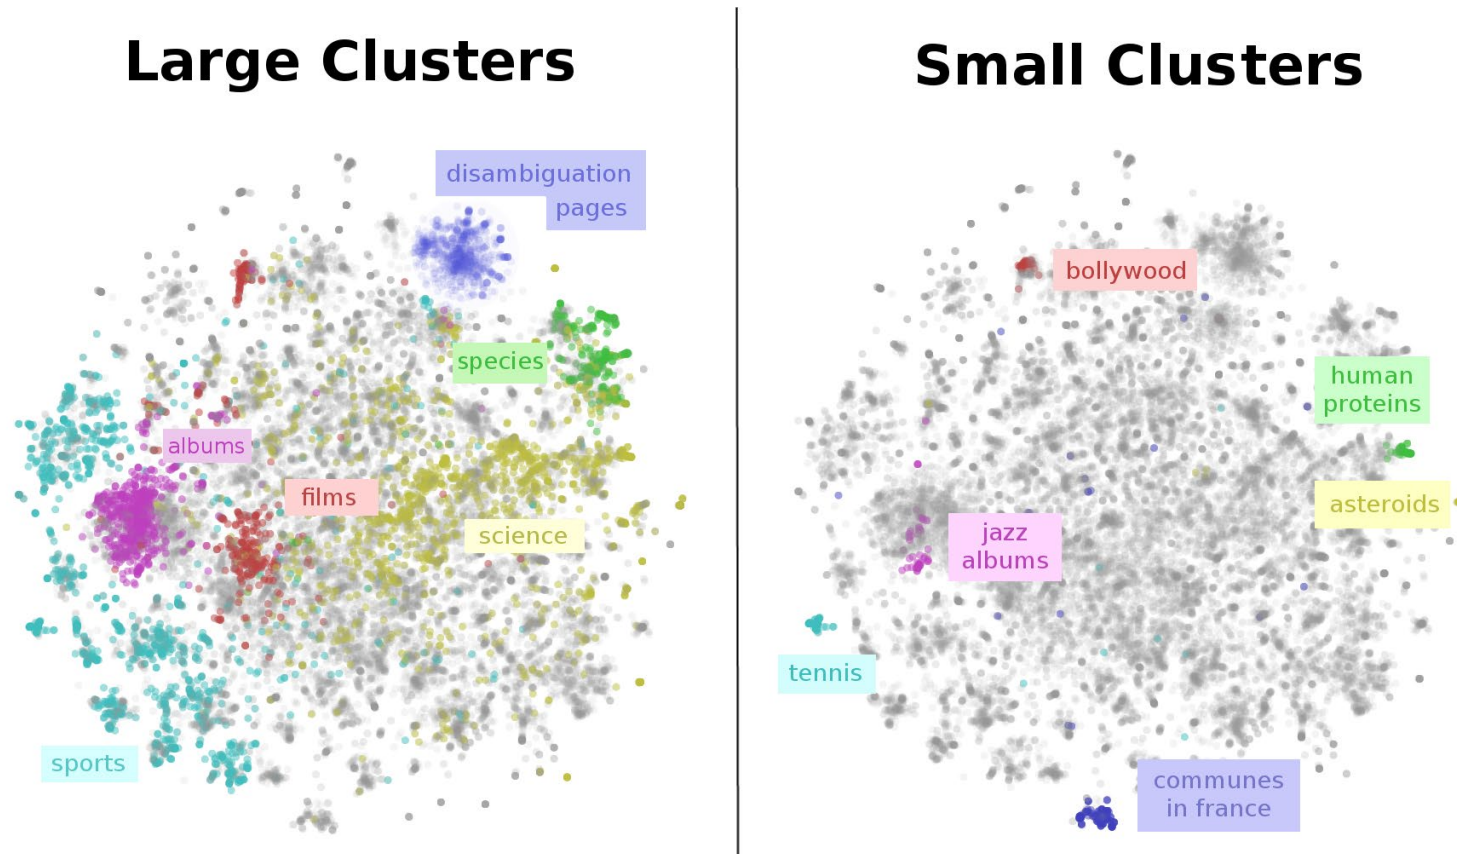 Large Clusters
disambiguation
pages
species
albums
films
science
sports
Small Clusters
bollywood
human
proteins
asteroids
jazz
albums
tennis
communes
in france